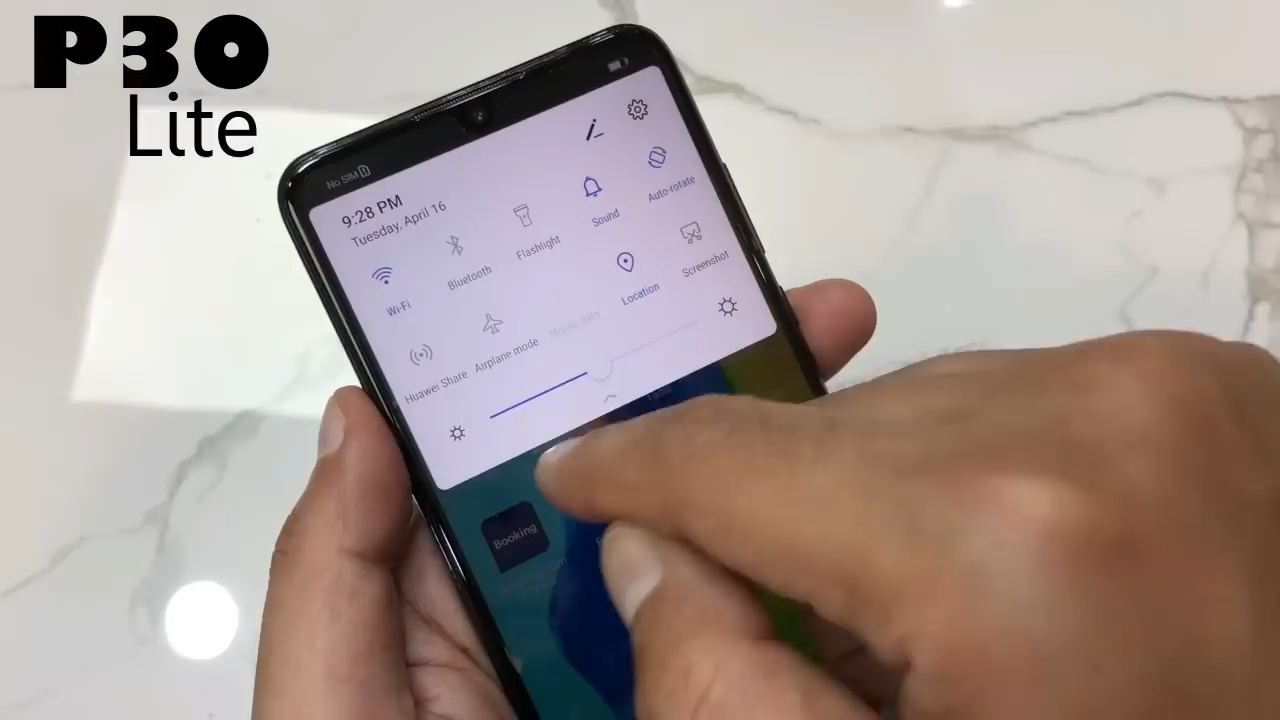 P30
Lite
No SIM
9:28 PM
Tuesday, April 16
Wi-Fi
Bluetooth
Flashlight
Sound
Auto-rotate
Huawei Share
Airplane mode
Mobile data
Location
Screenshot
Booking